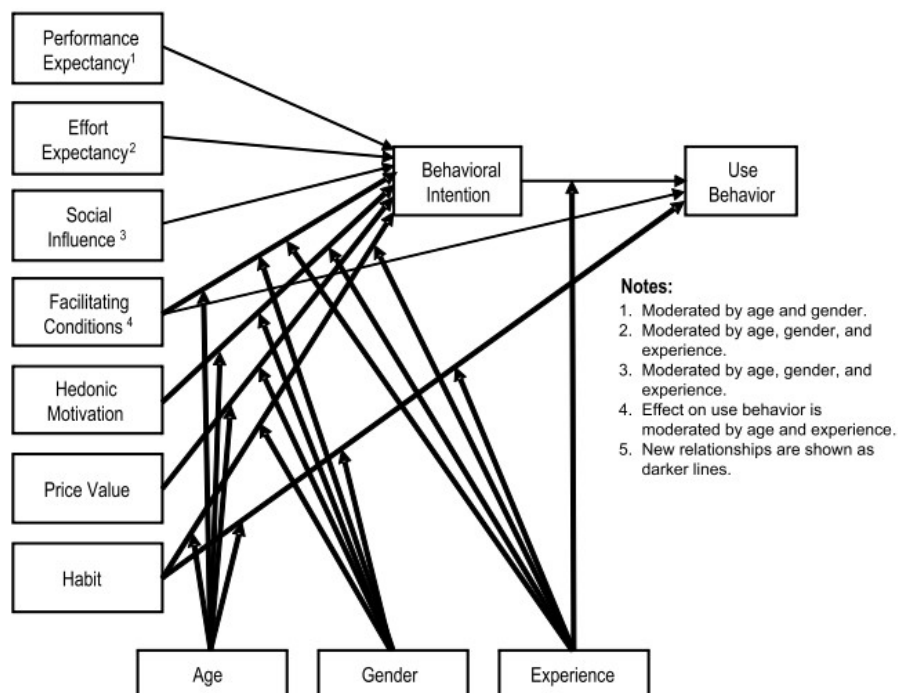 Performance
Expectancy1
Effort
Expectancy2
Behavioral
Intention
Use
Behavior
Social
Influence 3
Facilitating
Conditions 4
Hedonic
Motivation
Price Value
Habit
Notes:
1. Moderated by age and gender.
2. Moderated by age, gender, and
experience.
3. Moderated by age, gender, and
experience.
4. Effect on use behavior is
moderated by age and experience.
5. New relationships are shown as
darker lines.
Age
Gender
Experience